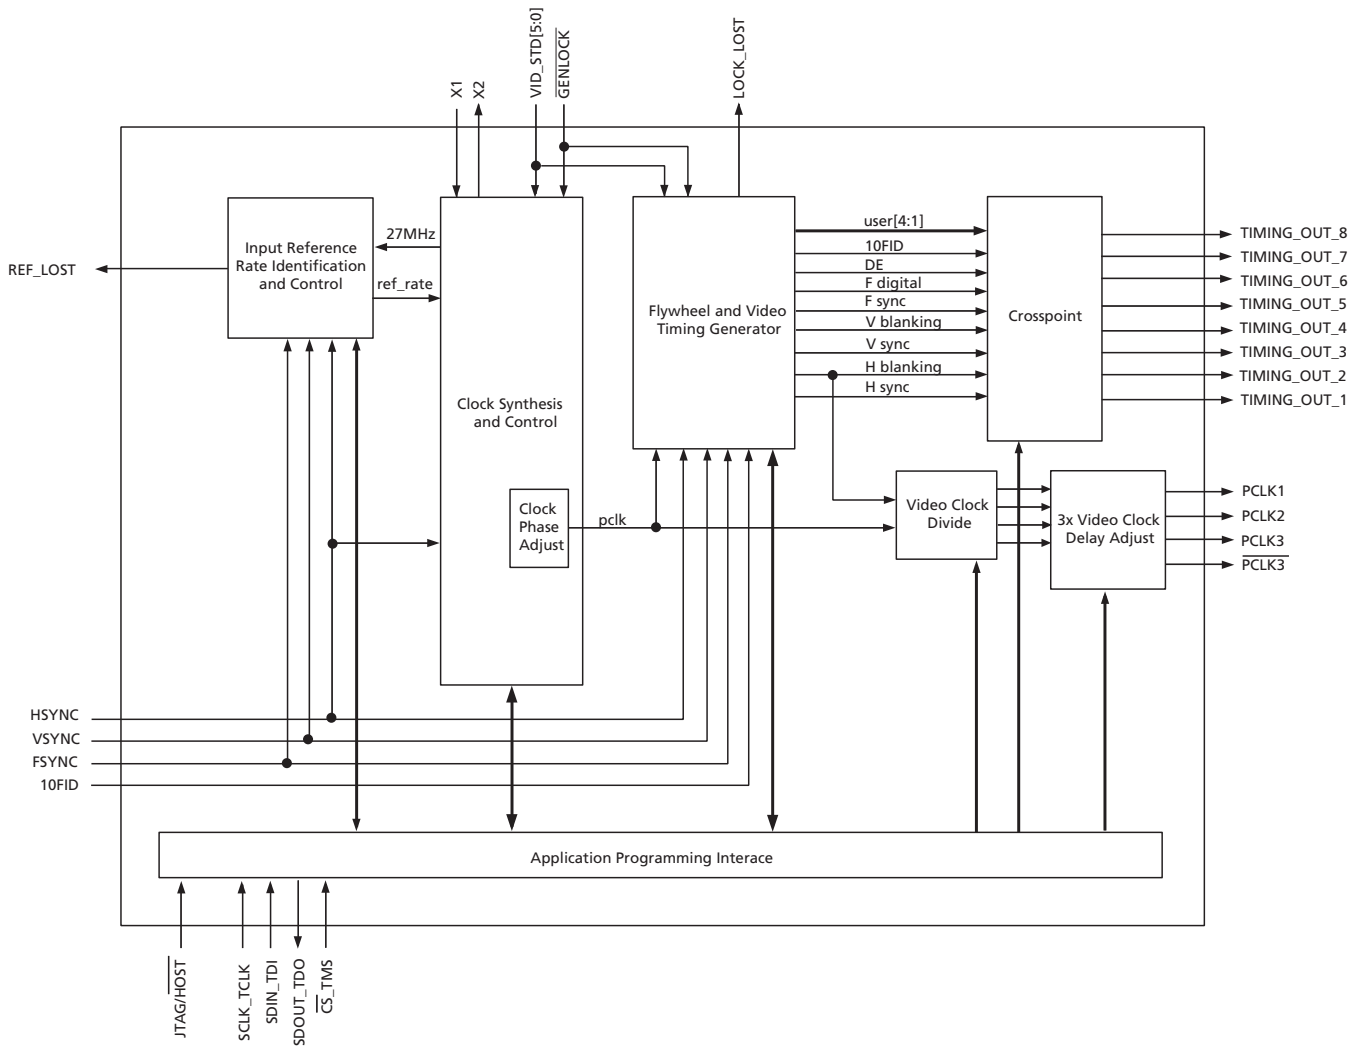 X1
X2
VID_STD[5:0]
GENLOCK
LOCK_LOST
REF_LOST
Input Reference
Rate Identification
and Control
27MHz
ref_rate
Clock Synthesis
and Control
Clock
Phase
Adjust
pclk
Flywheel and Video
Timing Generator
user[4:1]
10FID
DE
F digital
F sync
V blanking
V sync
H blanking
H sync
Crosspoint
TIMING_OUT_8
TIMING_OUT_7
TIMING_OUT_6
TIMING_OUT_5
TIMING_OUT_4
TIMING_OUT_3
TIMING_OUT_2
TIMING_OUT_1
Video Clock
Divide
3x Video Clock
Delay Adjust
PCLK1
PCLK2
PCLK3
PCLK3
HSYNC
VSYNC
FSYNC
10FID
Application Programming Interace
JTAG/HOST
SCLK_TCLK
SDIN_TDI
SDOUT_TDO
CS_TMS